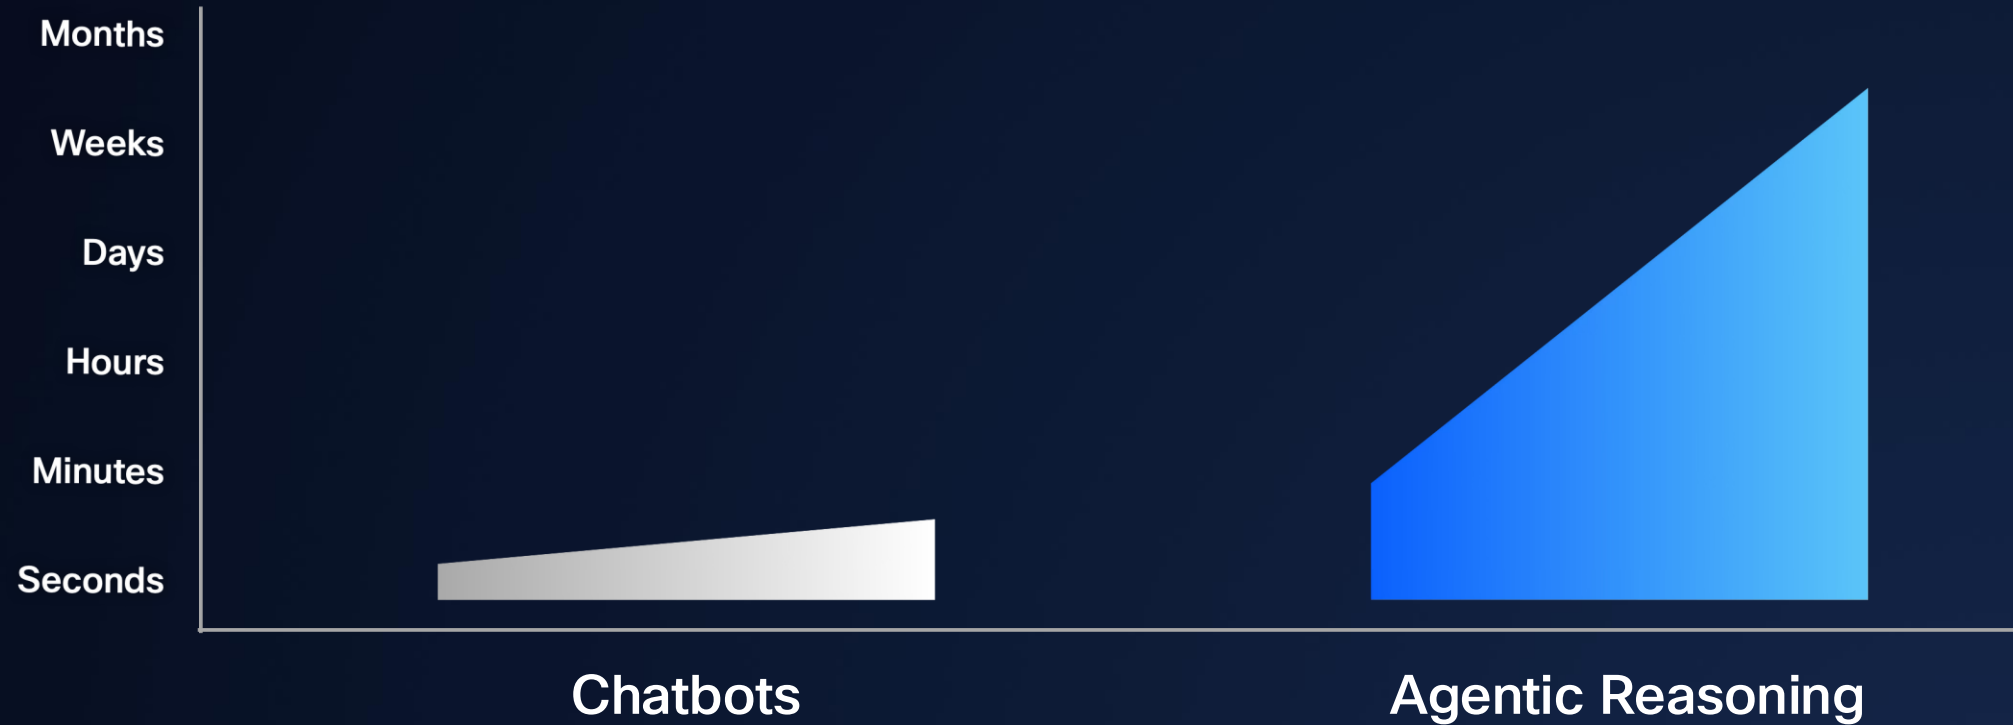 Months
Weeks
Days
Hours
Minutes
Seconds
Chatbots
Agentic Reasoning